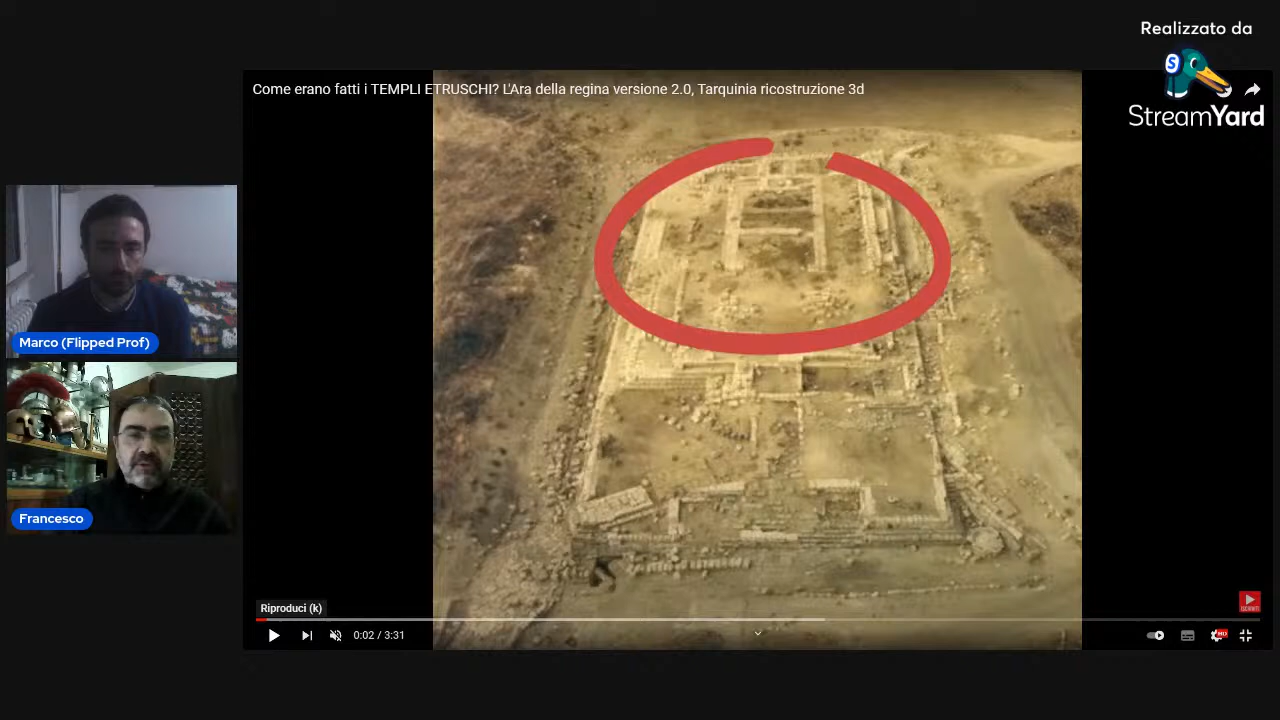 Realizzato da
StreamYard
Come erano fatti i TEMPLI ETRUSCHI? L'Ara della regina versione 2.0, Tarquinia ricostruzione 3d
Marco (Flipped Prof)
Francesco
Riproduci (k)
0:02 / 3:31
HD